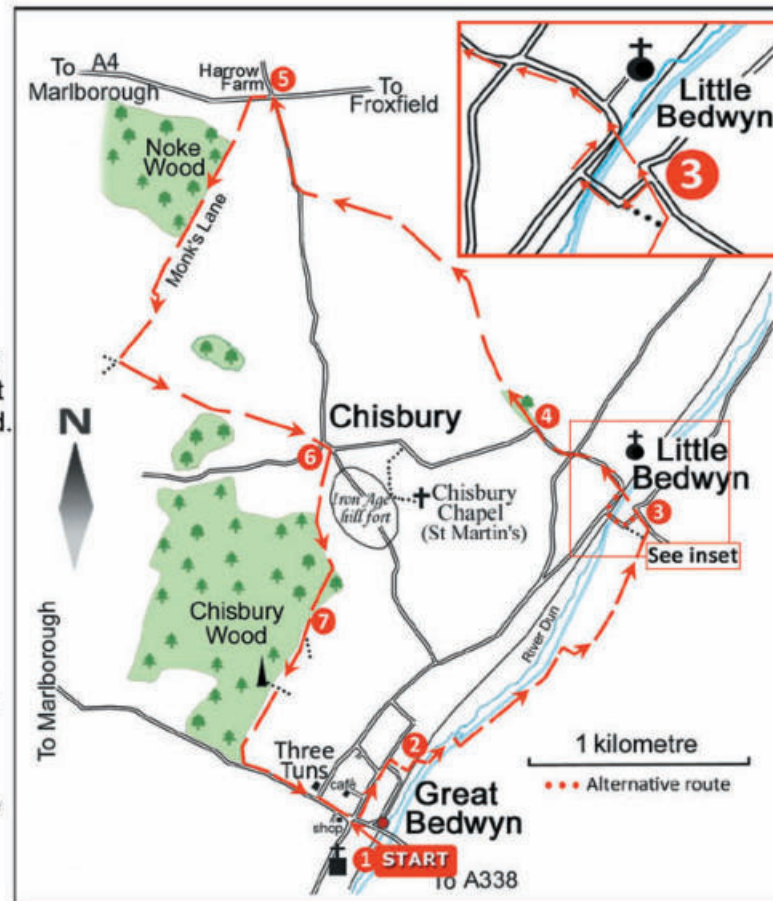 To A4
Marlborough
Harrow
Farm
5
To
Froxfield
Noke
Wood
Monk's Lane
Little
Bedwyn
3
t
d.
N
Chisbury
4
6
Iron Age
hill fort
Chisbury
Chapel
(St Martin's)
Little
Bedwyn
3
See inset
Chisbury
Wood
7
River Dun
To Marlborough
Three
Tuns
café
shop
2
Great
Bedwyn
1 kilometre
Alternative route
1 START
To A338